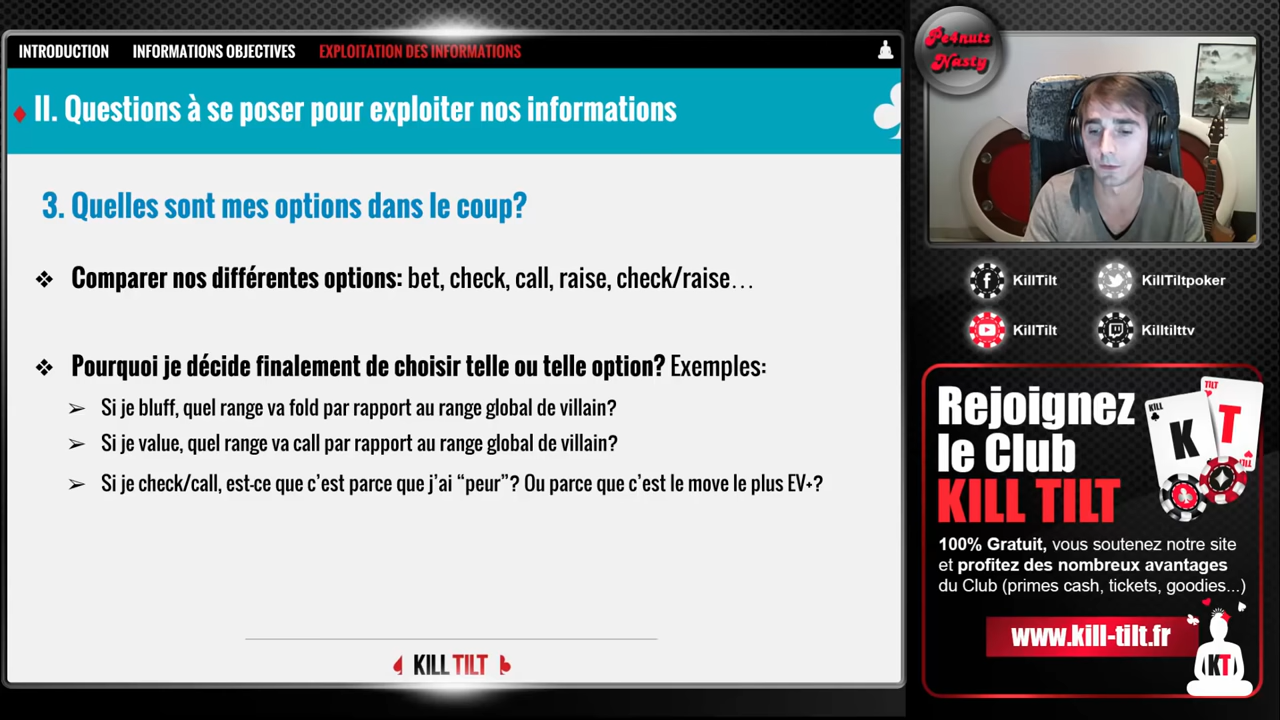 INTRODUCTION INFORMATIONS OBJECTIVES EXPLOITATION DES INFORMATIONS
II. Questions à se poser pour exploiter nos informations
3. Quelles sont mes options dans le coup?
Comparer nos différentes options: bet, check, call, raise, check/raise…
Pourquoi je décide finalement de choisir telle ou telle option? Exemples:
Si je bluff, quel range va fold par rapport au range global de villain?
Si je value, quel range va call par rapport au range global de villain?
Si je check/call, est-ce que c’est parce que j’ai “peur”? Ou parce que c’est le move le plus EV+?
KILL TILT
Pe4nuts
Nasty
KillTilt KillTiltpoker
KillTilt Killtilttv
Rejoignez
le Club
KILL TILT
KILL
K
TILT
T
TILT
100% Gratuit, vous soutenez notre site
et profitez des nombreux avantages
du Club (primes cash, tickets, goodies...)
www.kill-tilt.fr
KT